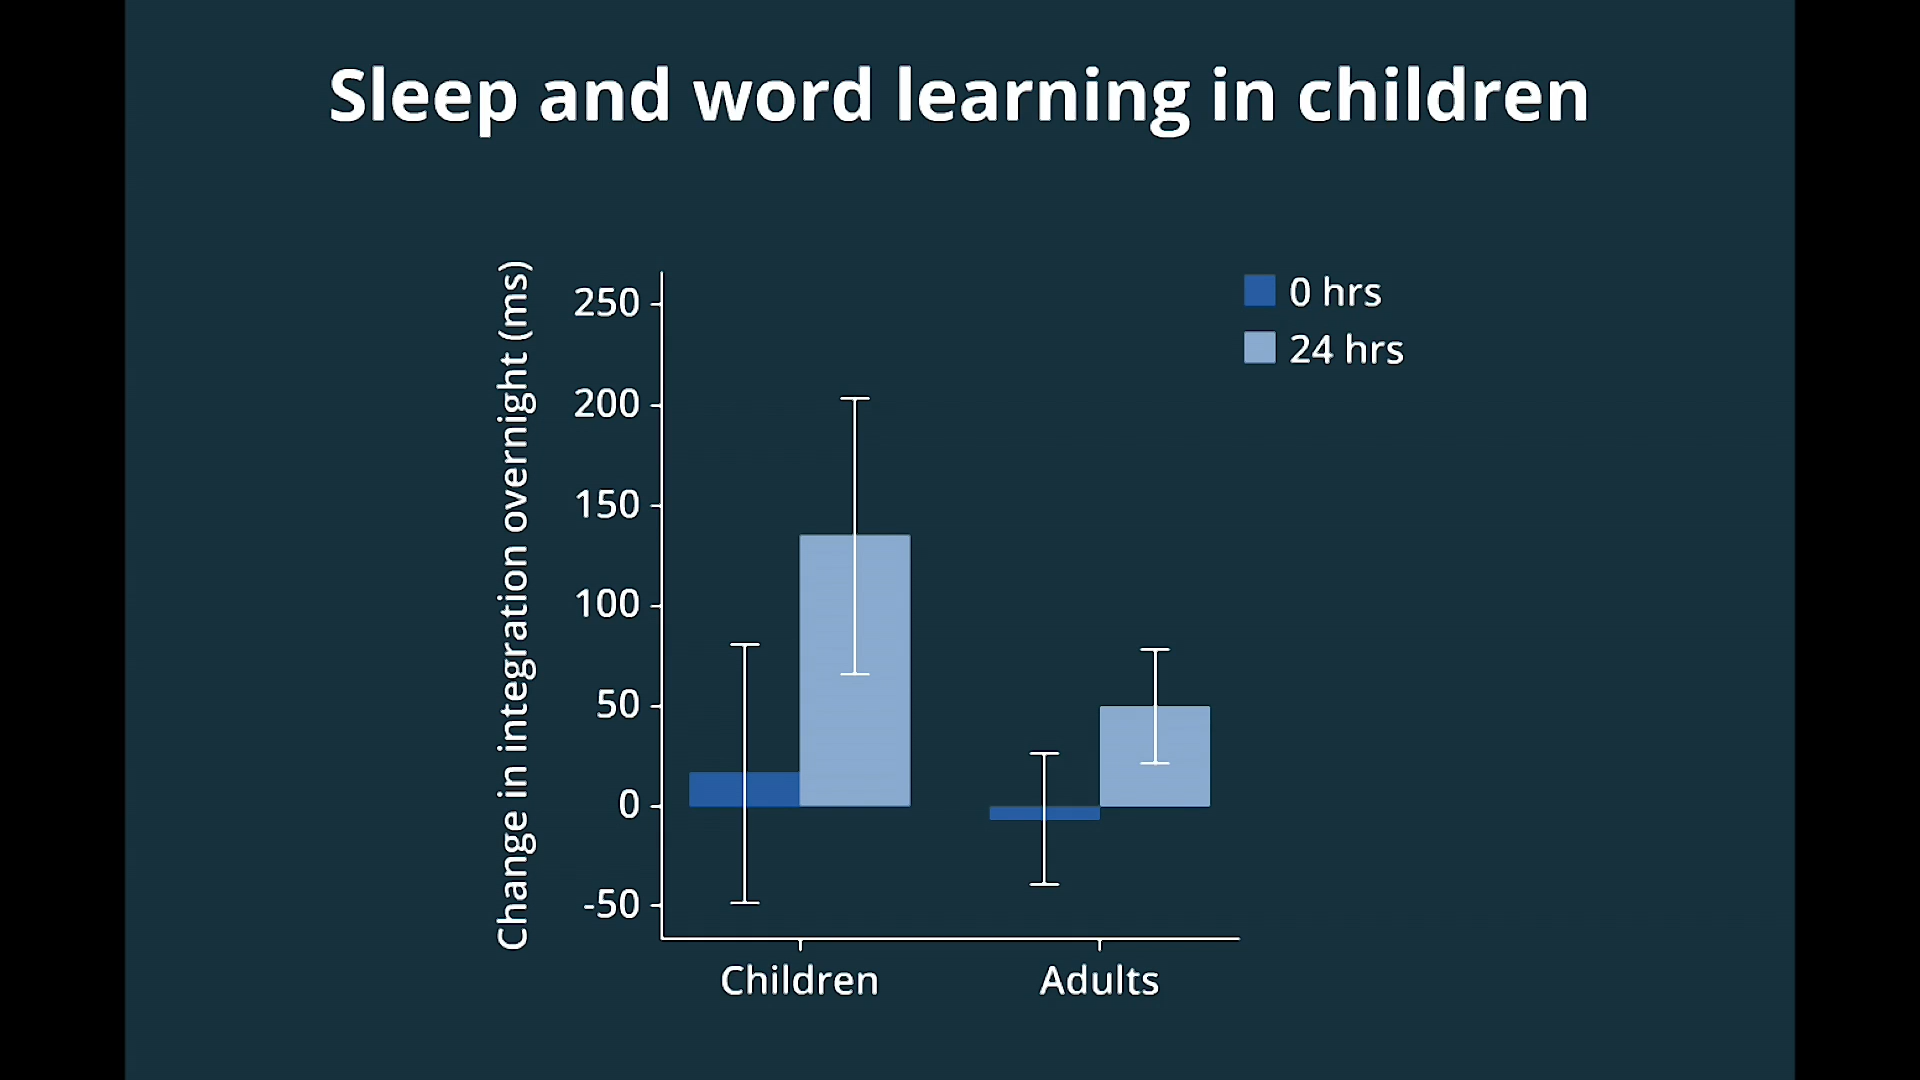 Sleep and word learning in children
Change in integration overnight (ms)
250
200
150
100
50
0
-50
Children
Adults
0 hrs
24 hrs